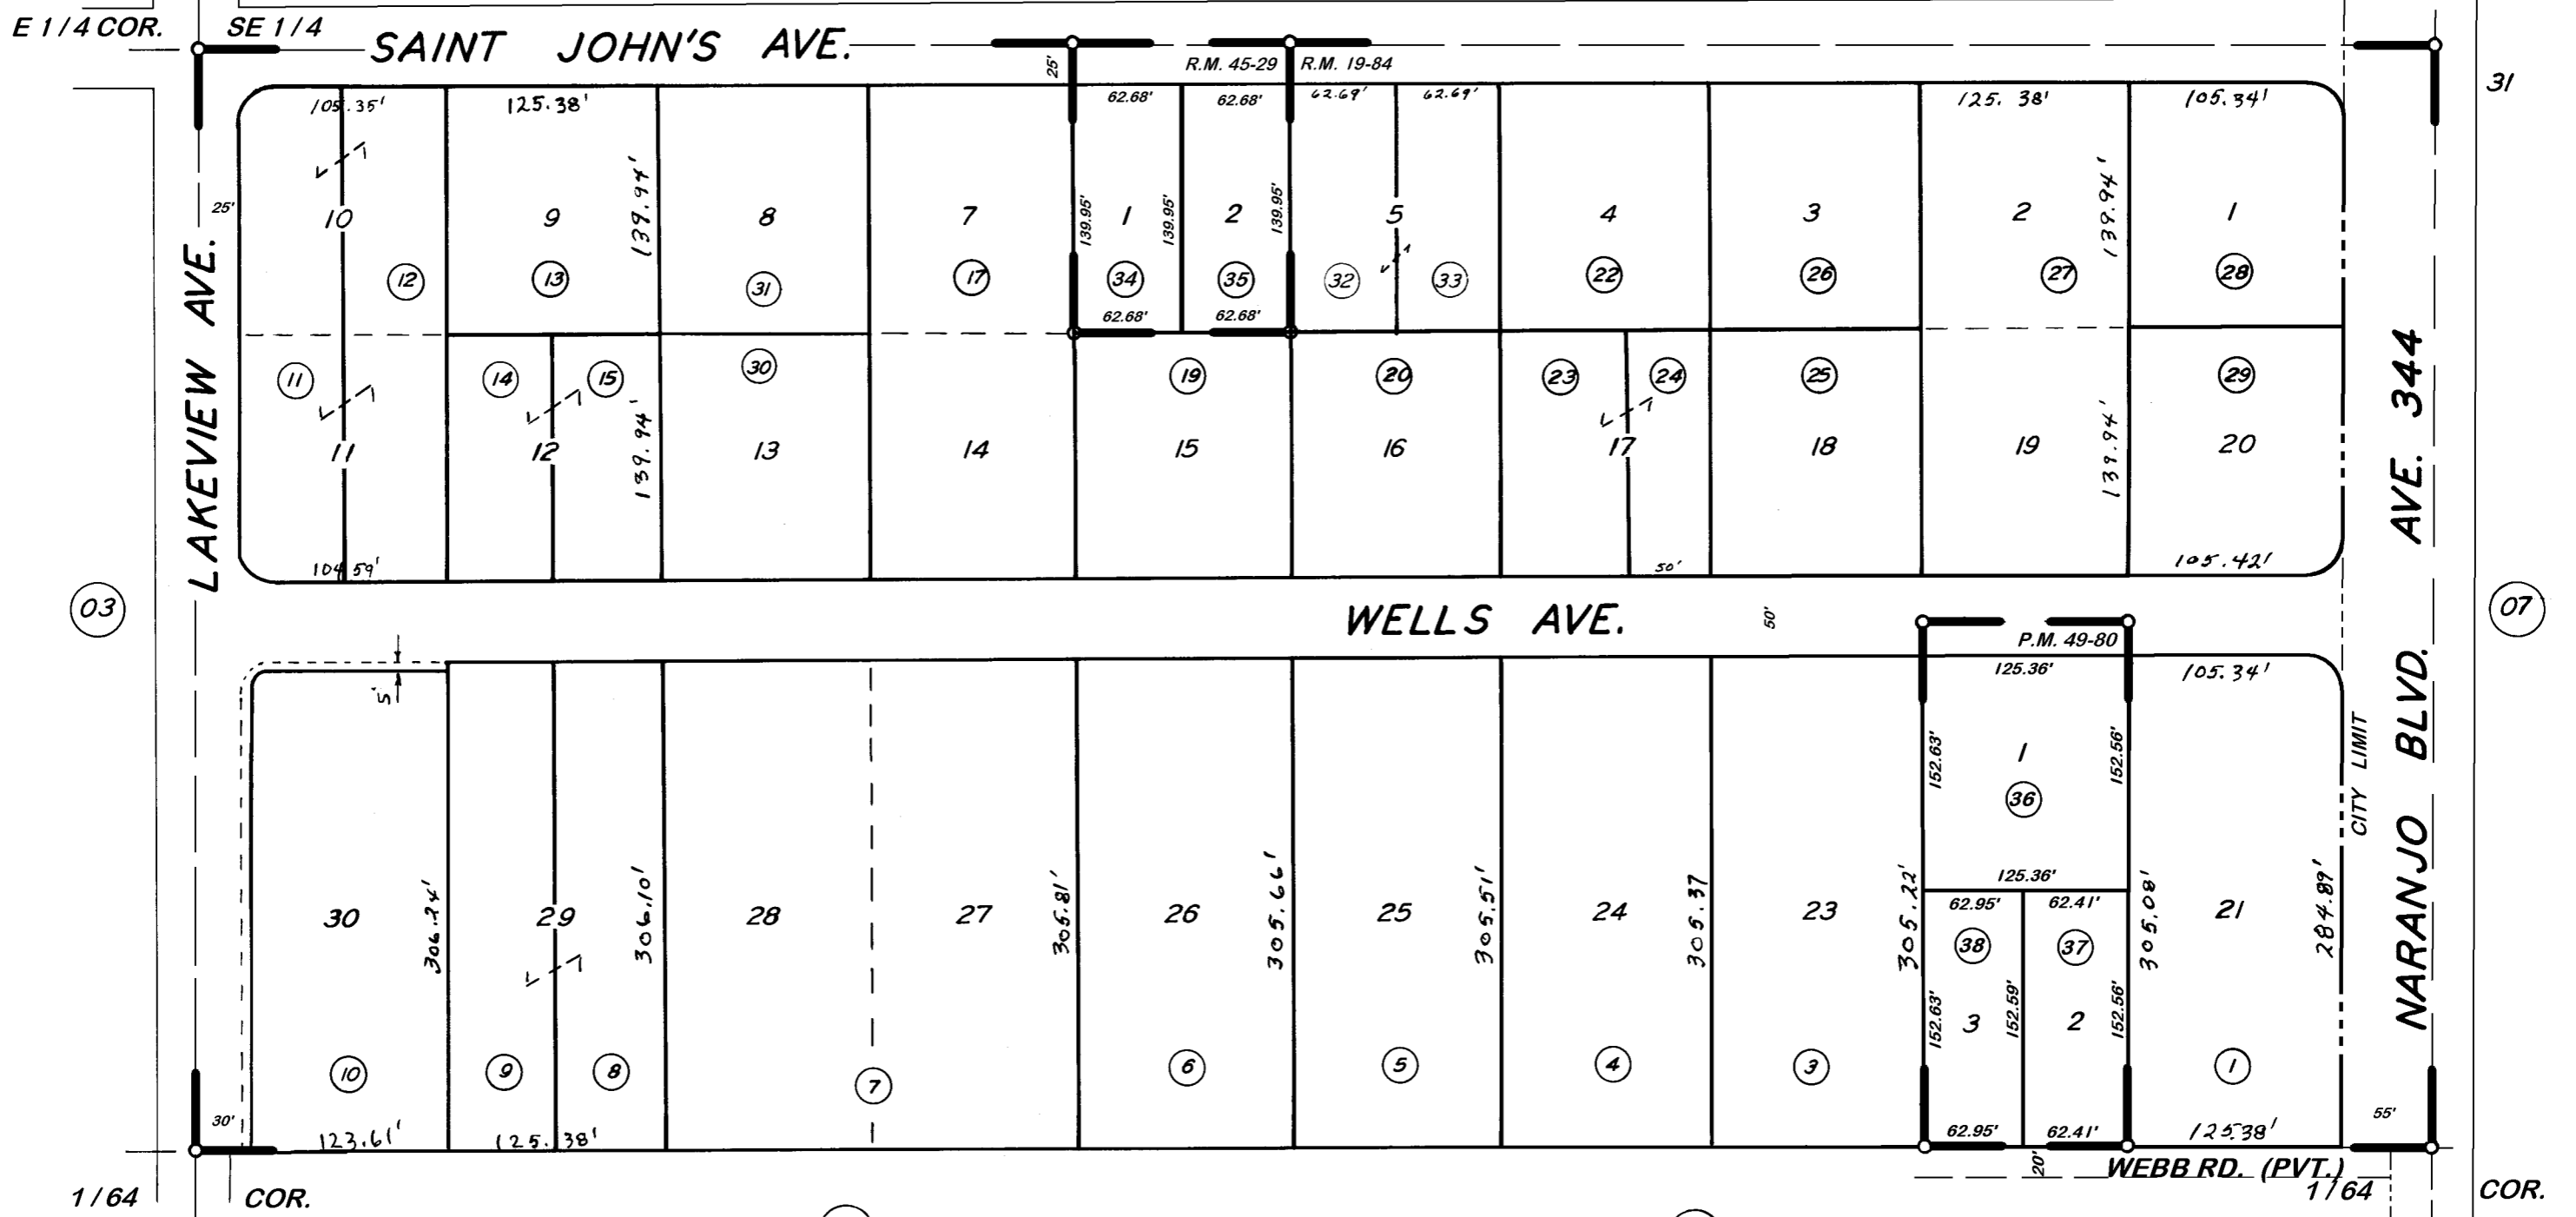 E 1/4 COR. SE 1/4
SAINT JOHN'S AVE.
25'
R.M. 45-29 R.M. 19-84
31
105.35' 125.38' 62.68' 62.68' 62.69' 62.69' 125.38' 105.34'
25'
139.94' 139.95' 139.95' 139.95' 139.94'
10 9 8 7 1 2 5 4 3 2 1
12 13 31 17 34 35 32 33 22 26 27 28
62.68' 62.68'
11 14 15 30 19 20 23 24 25 29
139.94' 139.94'
11 12 13 14 15 16 17 18 19 20
104.59' 50' 105.42'
LAKEVIEW AVE.
NARANJO BLVD. AVE. 344
03 07
WELLS AVE.
50'
P.M. 49-80
5'
125.36' 105.34'
152.63' 152.56'
1
36
CITY LIMIT
125.36'
62.95' 62.41'
306.24' 306.10' 305.81' 305.66' 305.51' 305.37 305.22' 305.08' 284.89'
30 29 28 27 26 25 24 23 21
38 37
152.63' 152.59' 152.56'
3 2
10 9 8 7 6 5 4 3 1
30' 55'
123.61' 125.38' 62.95' 62.41' 125.38'
20'
WEBB RD. (PVT.)
1/64 COR. 1/64 COR.